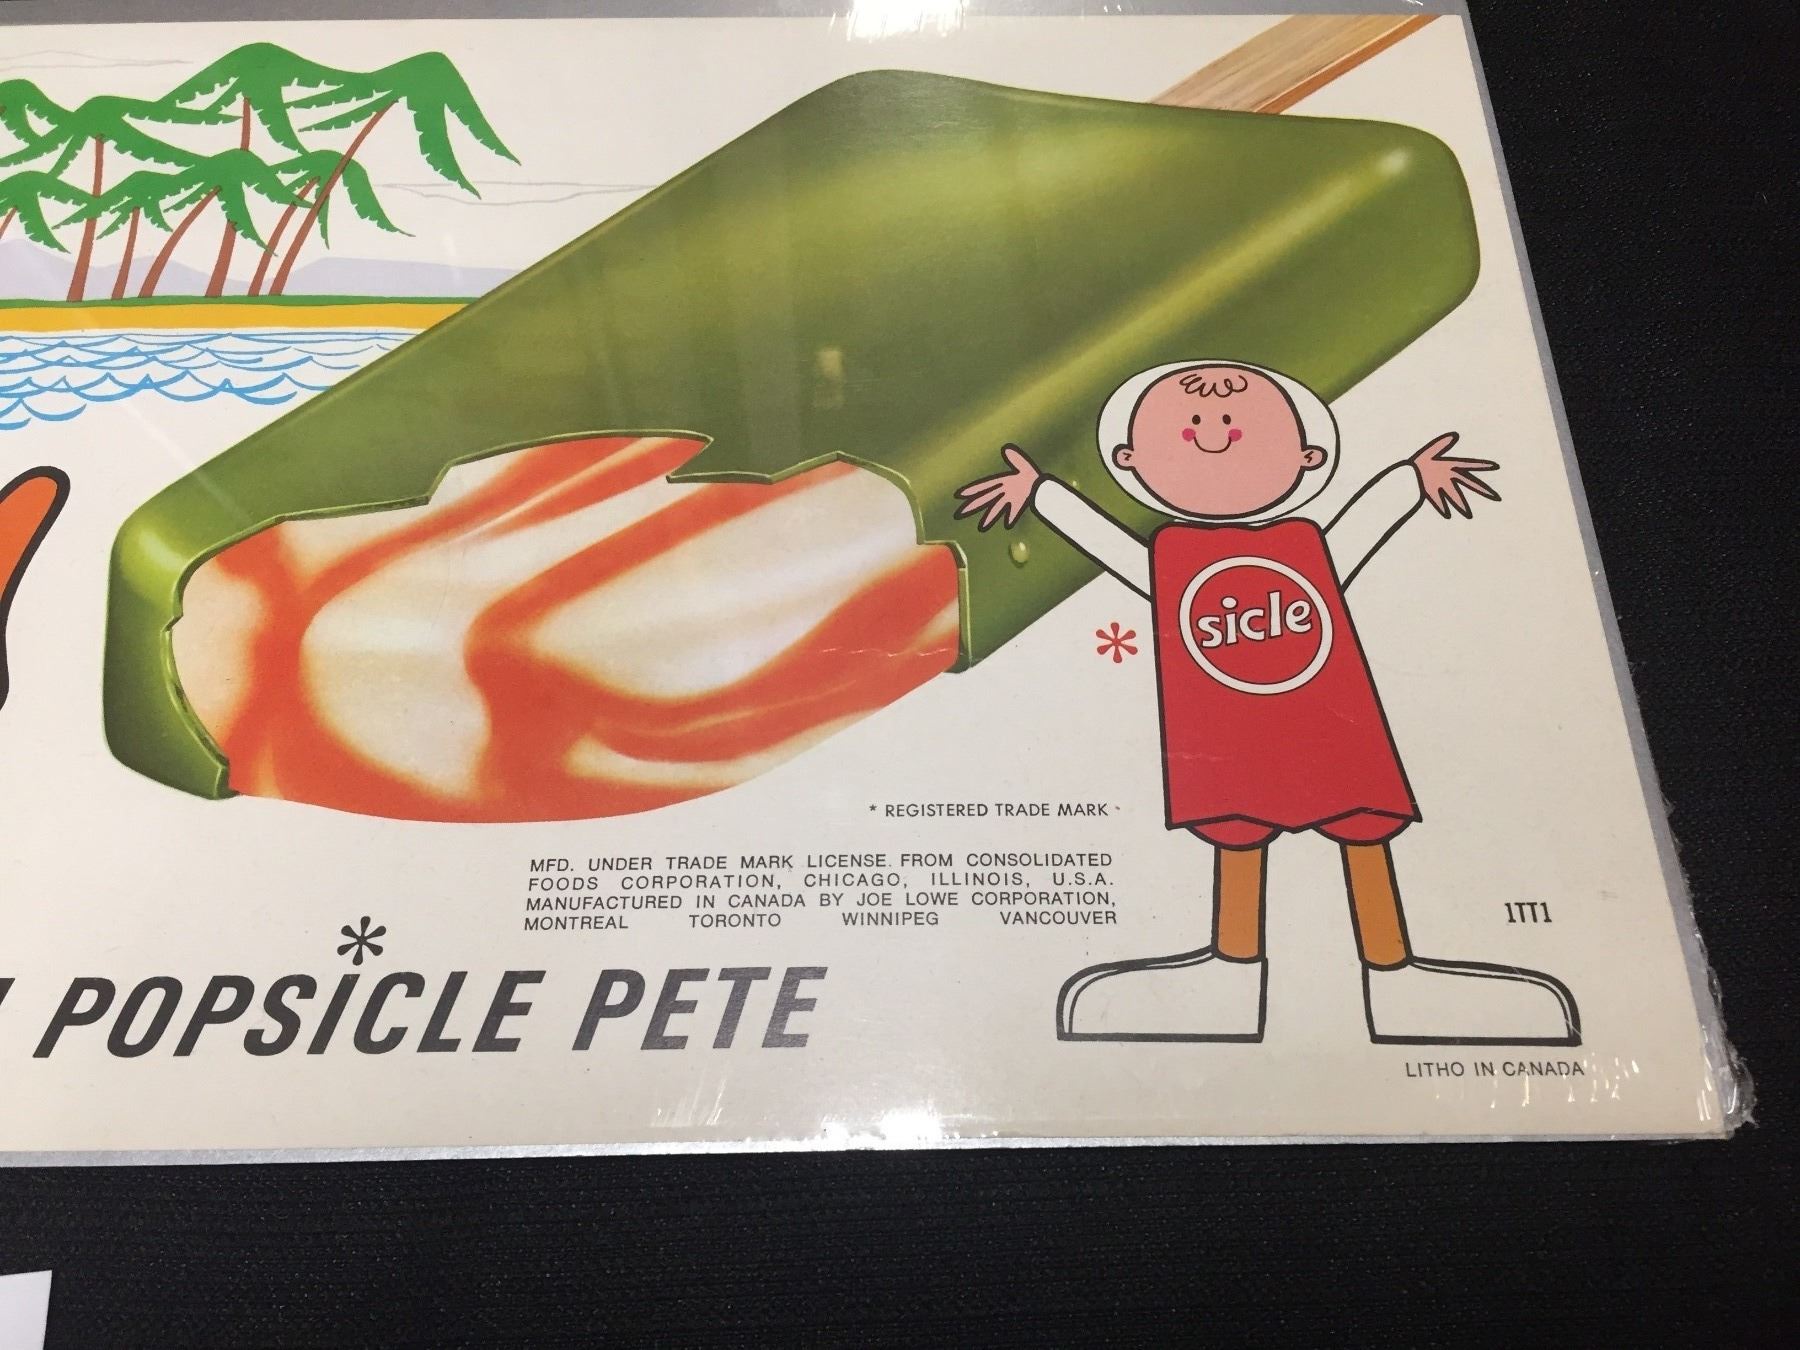 sicle
*
* REGISTERED TRADE MARK
MFD. UNDER TRADE MARK LICENSE. FROM CONSOLIDATED
FOODS CORPORATION, CHICAGO, ILLINOIS, U.S.A.
MANUFACTURED IN CANADA BY JOE LOWE CORPORATION,
MONTREAL TORONTO WINNIPEG VANCOUVER
1TT1
*
POPSiCLE PETE
LITHO IN CANADA